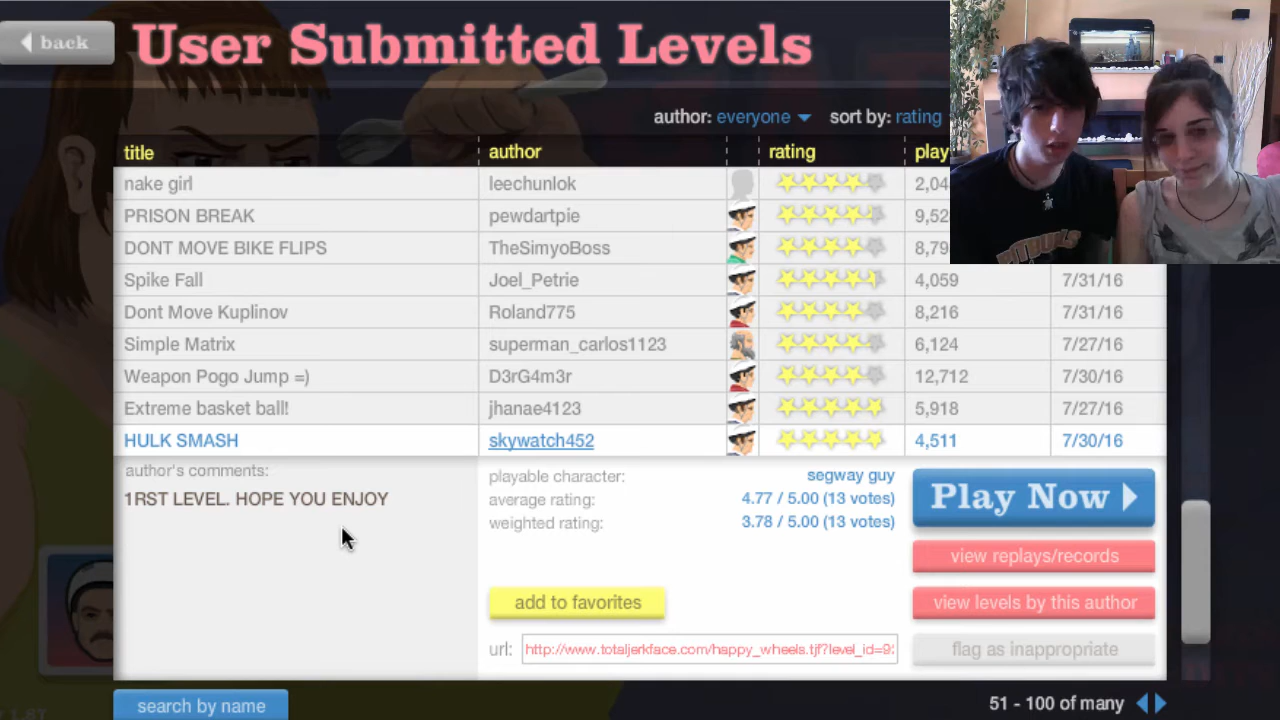 back
User Submitted Levels
author: everyone sort by: rating
title author rating play
nake girl leechunlok 2,04
PRISON BREAK pewdartpie 9,52
DONT MOVE BIKE FLIPS TheSimyoBoss 8,79
Spike Fall Joel_Petrie 4,059 7/31/16
Dont Move Kuplinov Roland775 8,216 7/31/16
Simple Matrix superman_carlos1123 6,124 7/27/16
Weapon Pogo Jump =) D3rG4m3r 12,712 7/30/16
Extreme basket ball! jhanae4123 5,918 7/27/16
HULK SMASH skywatch452 4,511 7/30/16
author's comments:
1RST LEVEL. HOPE YOU ENJOY
playable character: segway guy
average rating: 4.77 / 5.00 (13 votes)
weighted rating: 3.78 / 5.00 (13 votes)
Play Now
view replays/records
add to favorites
view levels by this author
url: http://www.totaljerkface.com/happy_wheels.tjf?level_id=9
flag as inappropriate
search by name
51 - 100 of many